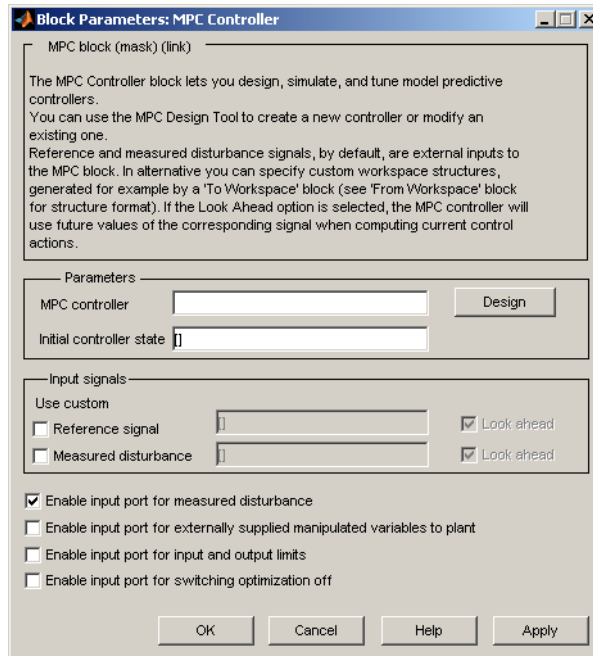 Block Parameters: MPC Controller
MPC block (mask) (link)
The MPC Controller block lets you design, simulate, and tune model predictive
controllers.
You can use the MPC Design Tool to create a new controller or modify an
existing one.
Reference and measured disturbance signals, by default, are external inputs to
the MPC block. In alternative you can specify custom workspace structures,
generated for example by a 'To Workspace' block (see 'From Workspace' block
for structure format). If the Look Ahead option is selected, the MPC controller will
use future values of the corresponding signal when computing current control
actions.
Parameters
MPC controller
Design
Initial controller state []
Input signals
Use custom
Reference signal [] Look ahead
Measured disturbance [] Look ahead
Enable input port for measured disturbance
Enable input port for externally supplied manipulated variables to plant
Enable input port for input and output limits
Enable input port for switching optimization off
OK Cancel Help Apply